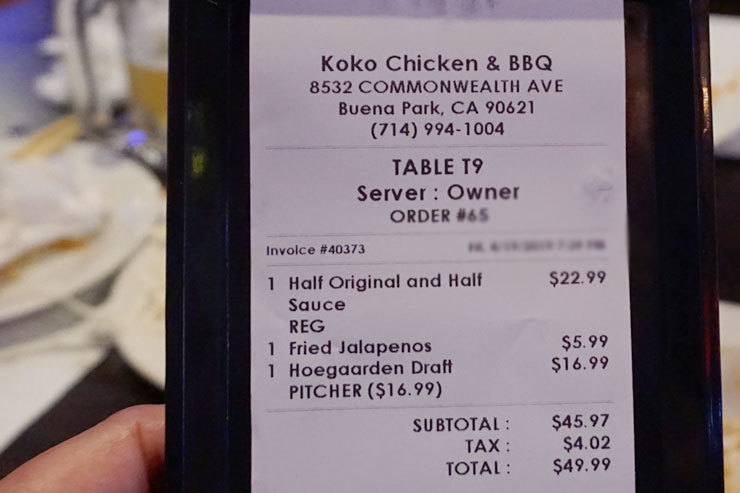 Koko Chicken & BBQ
8532 COMMONWEALTH AVE
Buena Park, CA 90621
(714) 994-1004
TABLE T9
Server : Owner
ORDER #65
Invoice #40373
1 Half Original and Half $22.99
Sauce
REG
1 Fried Jalapenos $5.99
1 Hoegaarden Draft $16.99
PITCHER ($16.99)
SUBTOTAL : $45.97
TAX : $4.02
TOTAL : $49.99